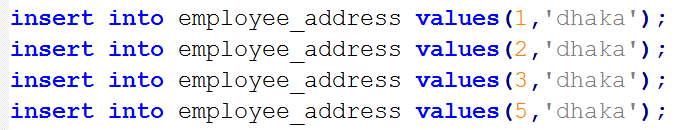 insert into employee_address values(1,'dhaka');
insert into employee_address values(2,'dhaka');
insert into employee_address values(3,'dhaka');
insert into employee_address values(5,'dhaka');